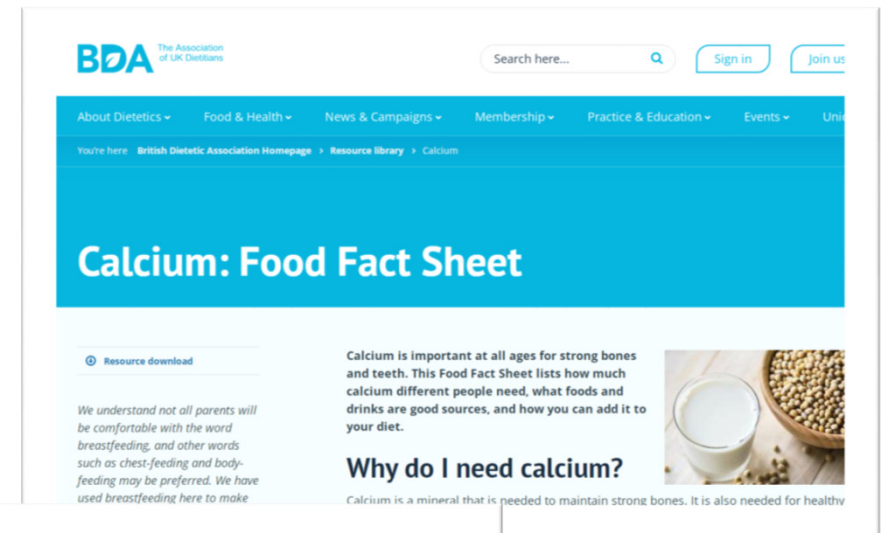 BDA The Association
of UK Dietitians
Search here...
Sign in
Join us
About Dietetics
Food & Health
News & Campaigns
Membership
Practice & Education
Events
You're here British Dietetic Association Homepage > Resource library > Calcium
Calcium: Food Fact Sheet
Resource download
We understand not all parents will
be comfortable with the word
breastfeeding, and other words
such as chest-feeding and body-
feeding may be preferred. We have
used breastfeeding here to make
Calcium is important at all ages for strong bones
and teeth. This Food Fact Sheet lists how much
calcium different people need, what foods and
drinks are good sources, and how you can add it to
your diet.
Why do I need calcium?
Calcium is a mineral that is needed to maintain strong bones. It is also needed for healthy